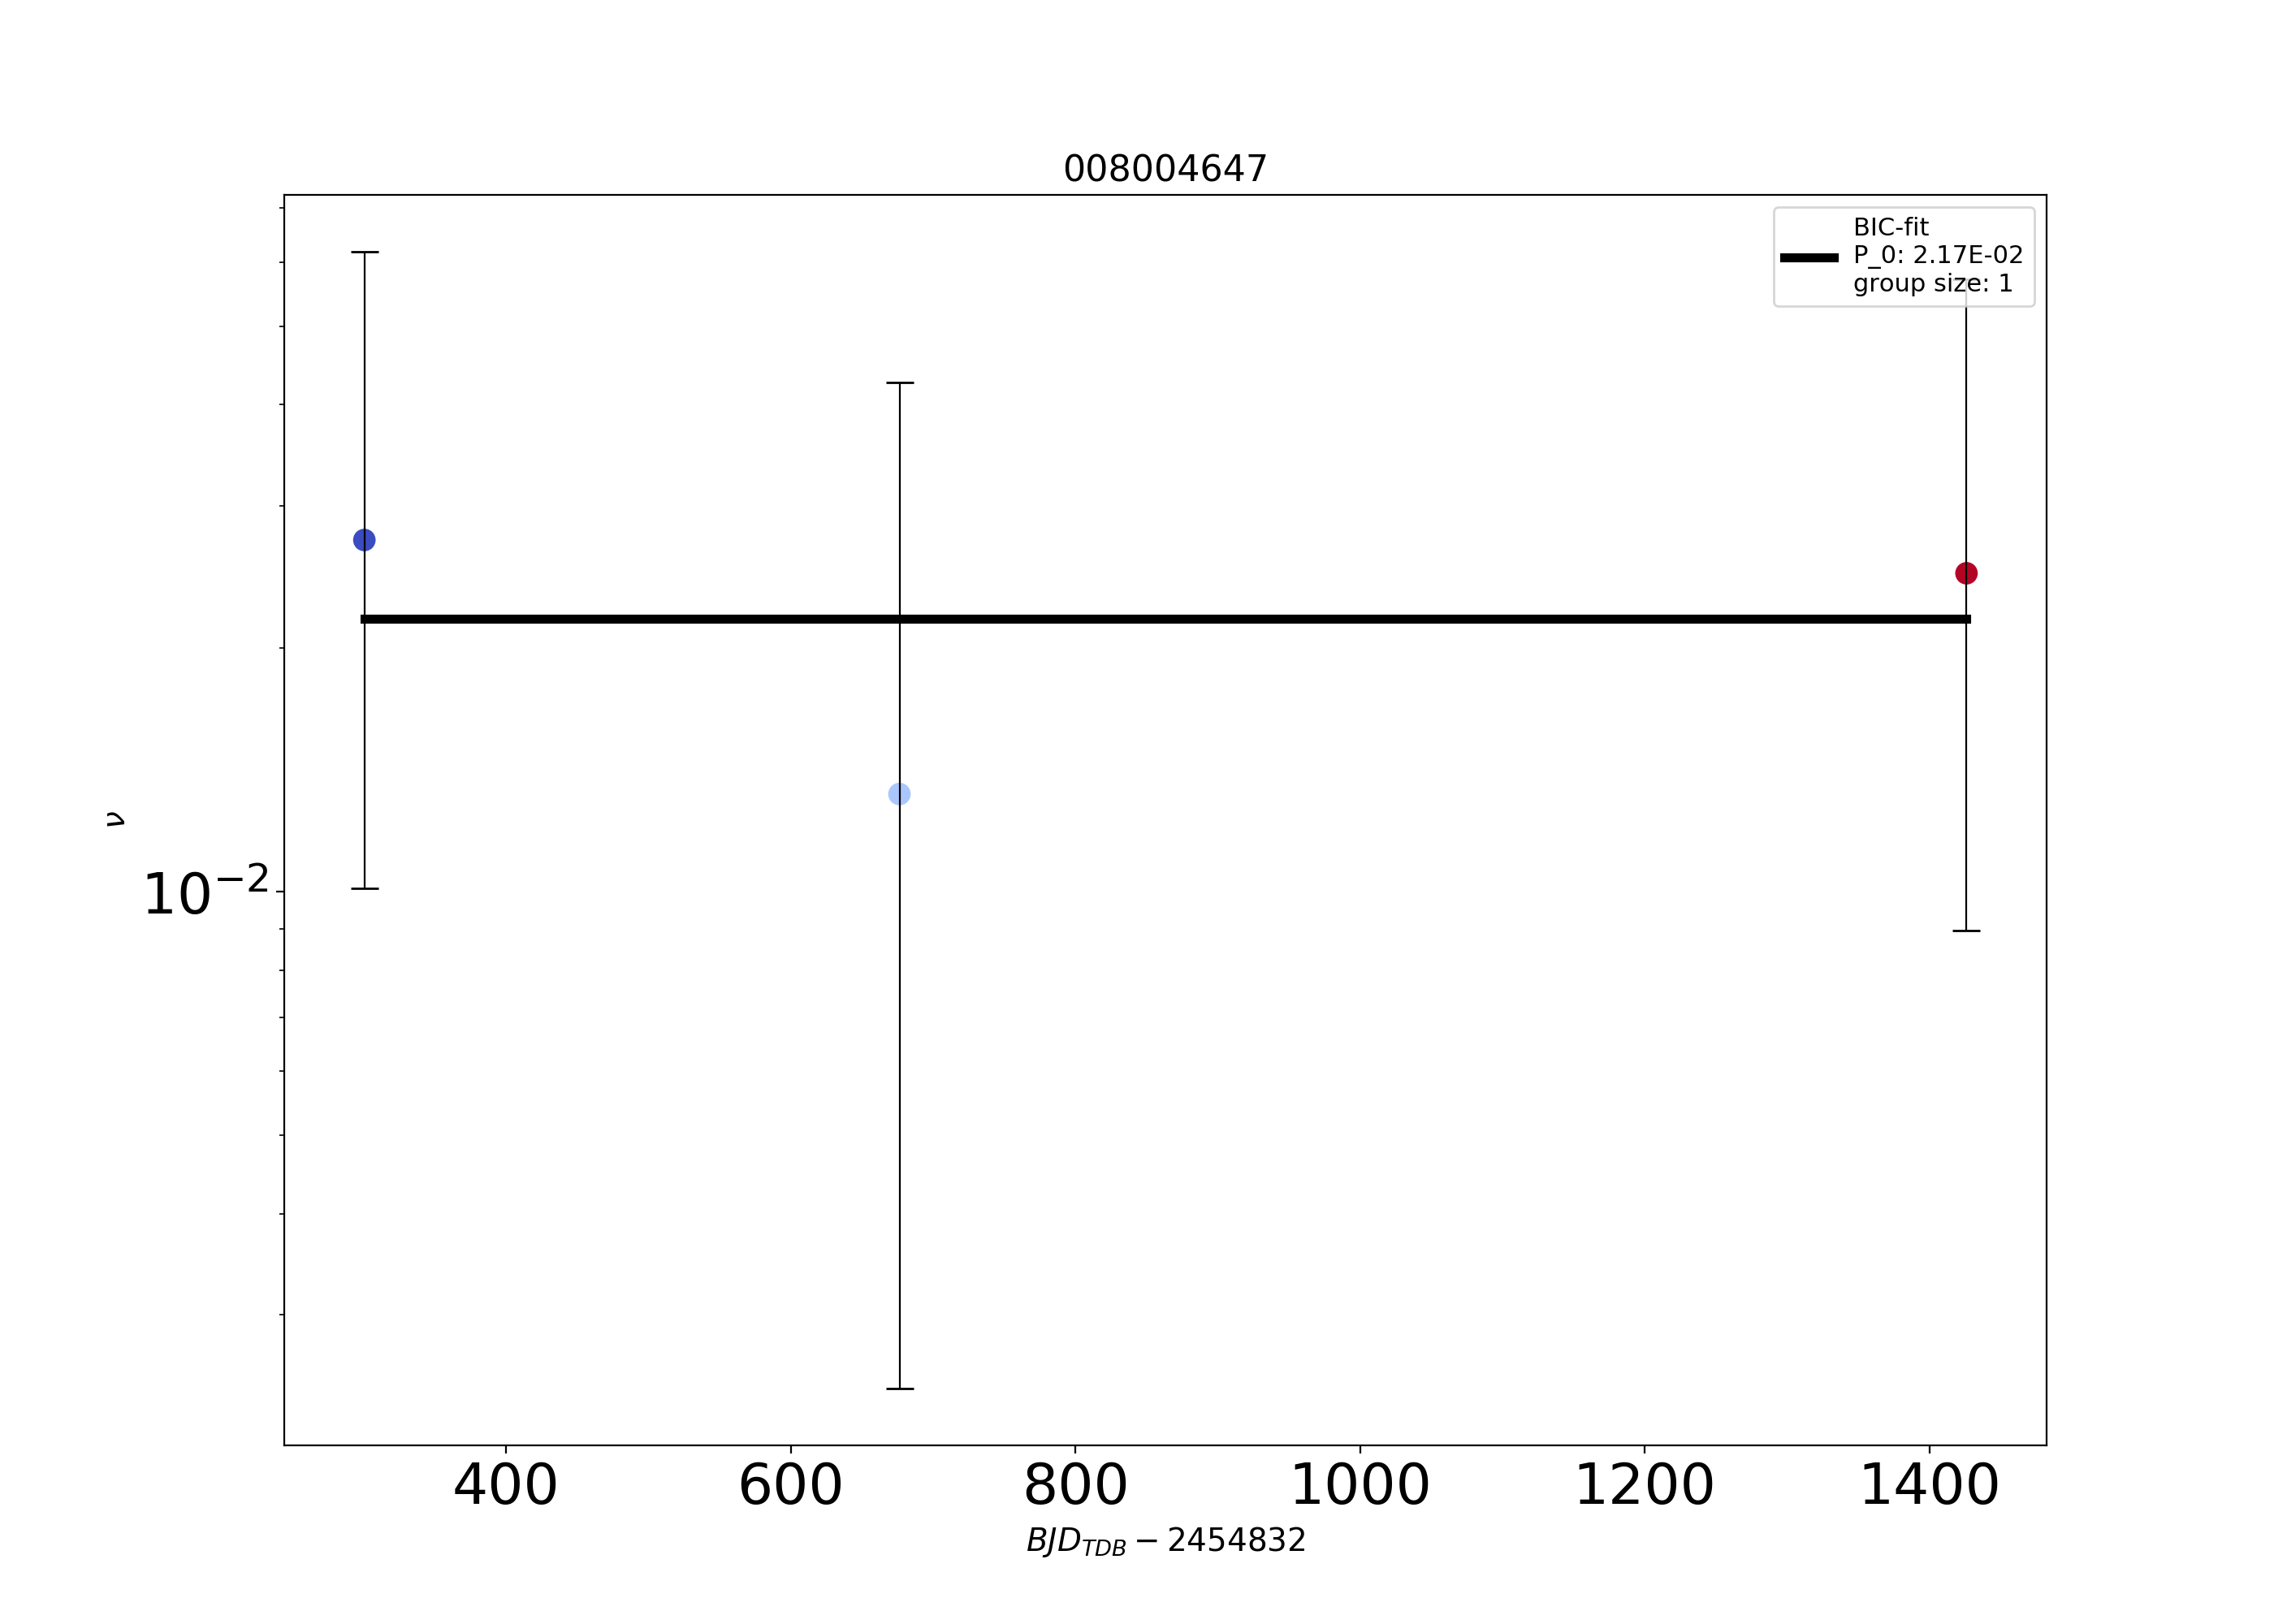 008004647
BIC-fit
P_0: 2.17E-02
group size: 1
ν
10⁻²
400 600 800 1000 1200 1400
BJD_TDB − 2454832